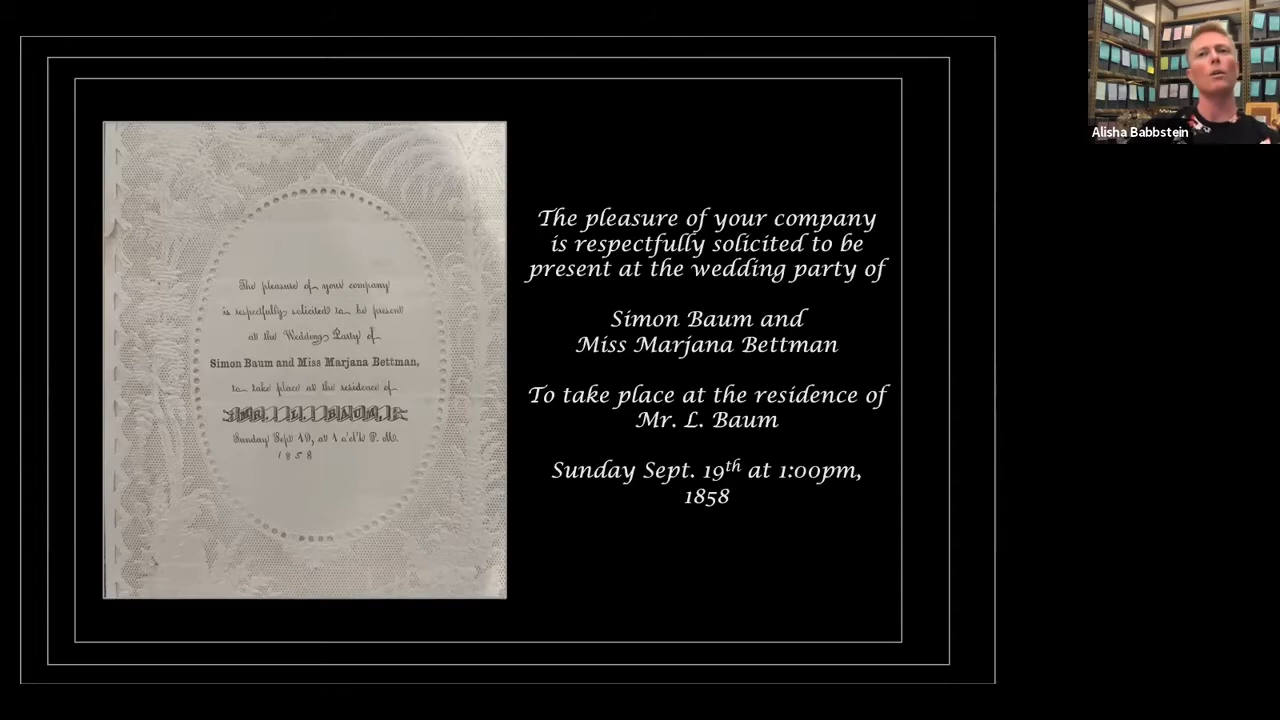 The pleasure of your company
is respectfully solicited to be present
at the Wedding Party of
Simon Baum and Miss Marjana Bettman,
to take place at the residence of
MR. L. BAUM,
Sunday Sept 19, at 1 o'cl'k P. M.
1858
The pleasure of your company
is respectfully solicited to be
present at the wedding party of
Simon Baum and
Miss Marjana Bettman
To take place at the residence of
Mr. L. Baum
Sunday Sept. 19th at 1:00pm,
1858
Alisha Babbstein